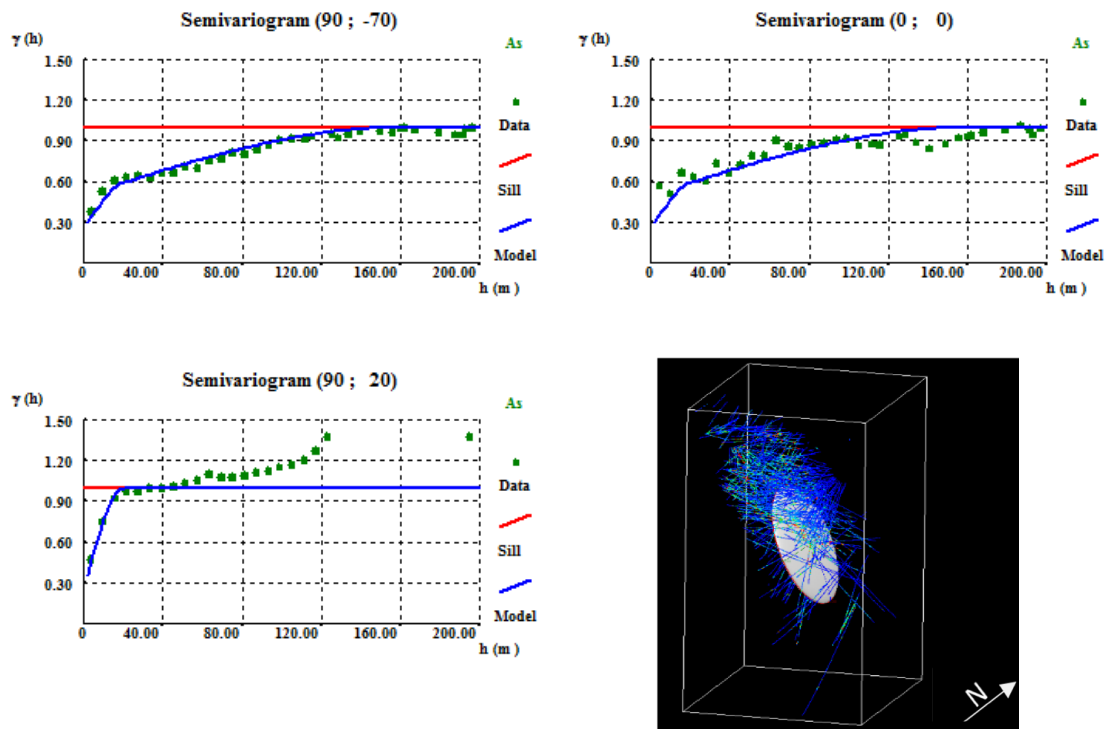 Semivariogram (90 ; -70)
γ (h)
As
1.50
1.20
0.90
0.60
0.30
Data
Sill
Model
0 40.00 80.00 120.00 160.00 200.00
h (m )
Semivariogram (0 ; 0)
γ (h)
As
1.50
1.20
0.90
0.60
0.30
Data
Sill
Model
0 40.00 80.00 120.00 160.00 200.00
h (m )
Semivariogram (90 ; 20)
γ (h)
As
1.50
1.20
0.90
0.60
0.30
Data
Sill
Model
0 40.00 80.00 120.00 160.00 200.00
h (m )
N